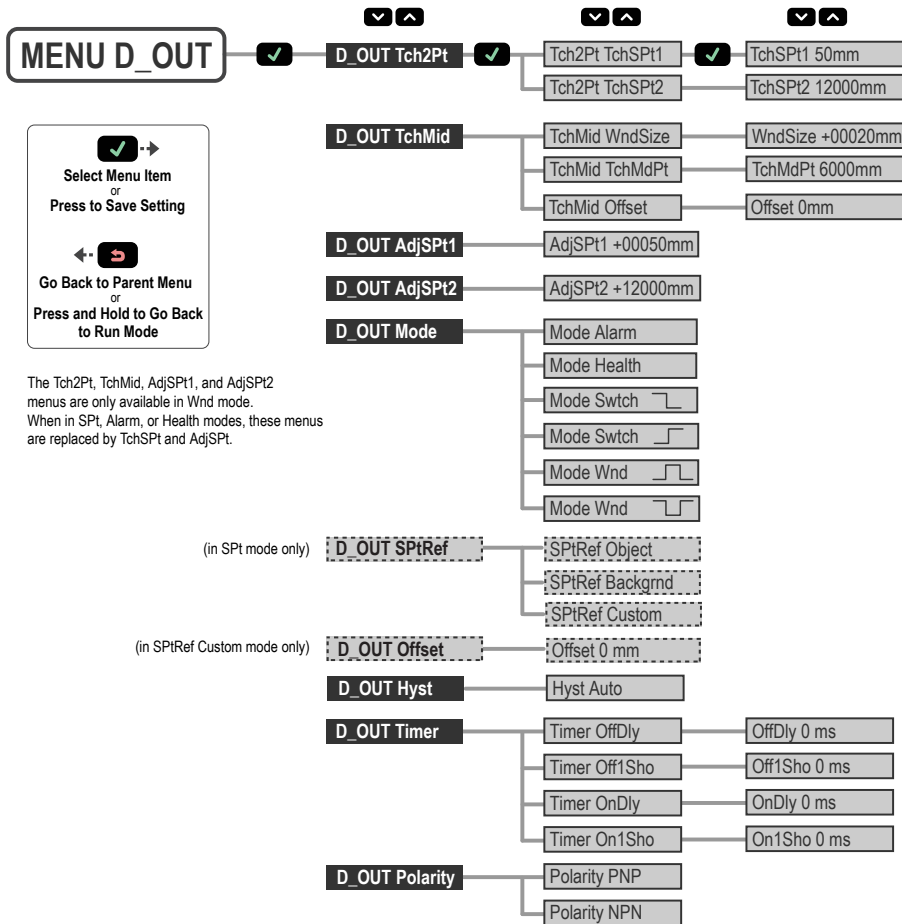 MENU D_OUT
D_OUT Tch2Pt
Tch2Pt TchSPt1
TchSPt1 50mm
Tch2Pt TchSPt2
TchSPt2 12000mm
Select Menu Item
or
Press to Save Setting
Go Back to Parent Menu
or
Press and Hold to Go Back
to Run Mode
The Tch2Pt, TchMid, AdjSPt1, and AdjSPt2
menus are only available in Wnd mode.
When in SPt, Alarm, or Health modes, these menus
are replaced by TchSPt and AdjSPt.
D_OUT TchMid
TchMid WndSize
WndSize +00020mm
TchMid TchMdPt
TchMdPt 6000mm
TchMid Offset
Offset 0mm
D_OUT AdjSPt1
AdjSPt1 +00050mm
D_OUT AdjSPt2
AdjSPt2 +12000mm
D_OUT Mode
Mode Alarm
Mode Health
Mode Swtch
Mode Swtch
Mode Wnd
Mode Wnd
(in SPt mode only)
D_OUT SPtRef
SPtRef Object
SPtRef Backgrnd
SPtRef Custom
(in SPtRef Custom mode only)
D_OUT Offset
Offset 0 mm
D_OUT Hyst
Hyst Auto
D_OUT Timer
Timer OffDly
OffDly 0 ms
Timer Off1Sho
Off1Sho 0 ms
Timer OnDly
OnDly 0 ms
Timer On1Sho
On1Sho 0 ms
D_OUT Polarity
Polarity PNP
Polarity NPN